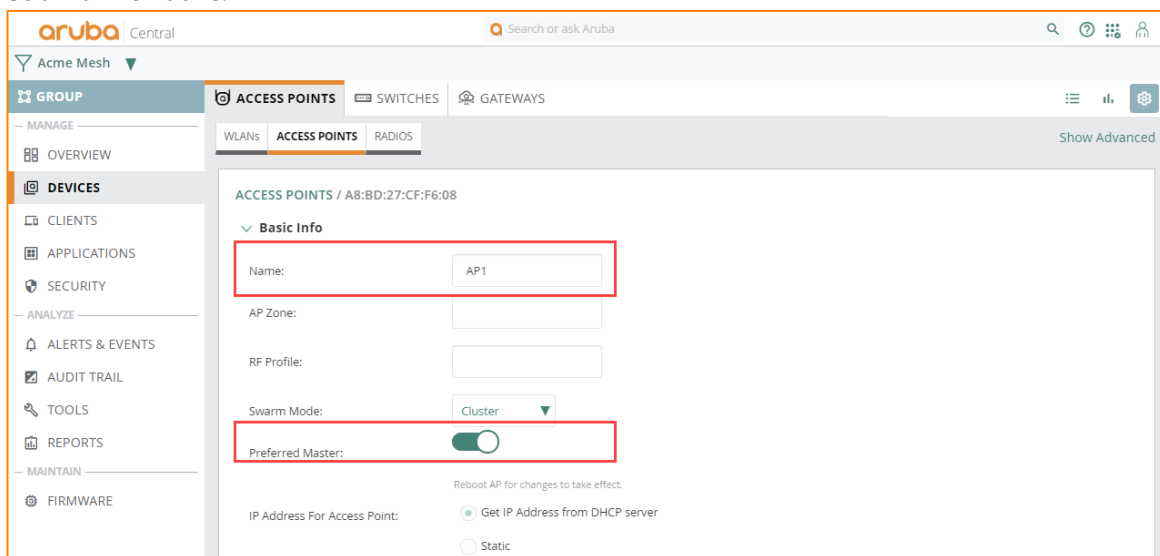 aruba Central
Search or ask Aruba
Acme Mesh
GROUP
ACCESS POINTS
SWITCHES
GATEWAYS
MANAGE
WLANs
ACCESS POINTS
RADIOS
Show Advanced
OVERVIEW
DEVICES
ACCESS POINTS / A8:BD:27:CF:F6:08
CLIENTS
Basic Info
APPLICATIONS
Name: AP1
SECURITY
ANALYZE
AP Zone:
ALERTS & EVENTS
RF Profile:
AUDIT TRAIL
TOOLS
Swarm Mode: Cluster
REPORTS
Preferred Master:
MAINTAIN
Reboot AP for changes to take effect.
FIRMWARE
IP Address For Access Point: Get IP Address from DHCP server
Static